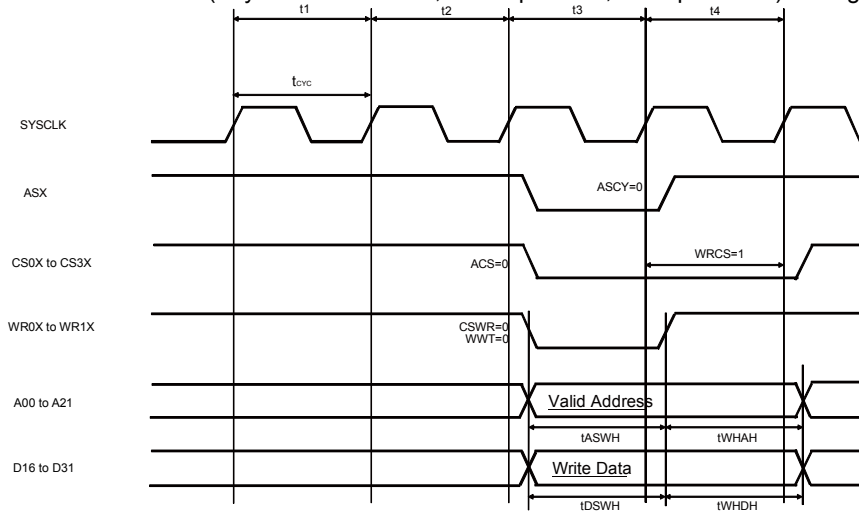 t1 t2 t3 t4
tCYC
SYSCLK
ASX
ASCY=0
CS0X to CS3X
ACS=0
WRCS=1
WR0X to WR1X
CSWR=0
WWT=0
A00 to A21
Valid Address
tASWH tWHAH
D16 to D31
Write Data
tDSWH tWHDH